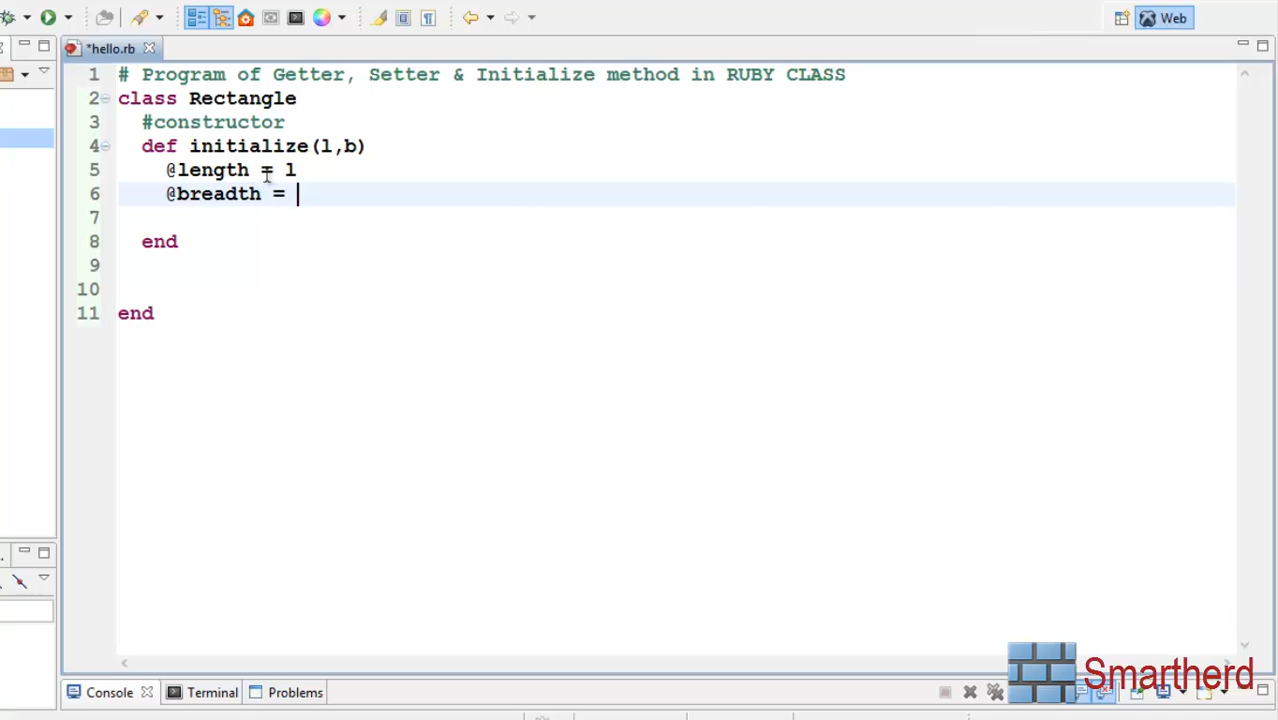 Web
*hello.rb
1 # Program of Getter, Setter & Initialize method in RUBY CLASS
2 class Rectangle
3 #constructor
4 def initialize(l,b)
5 @length = l
6 @breadth =
7
8 end
9
10
11 end
Smartherd
Console Terminal Problems